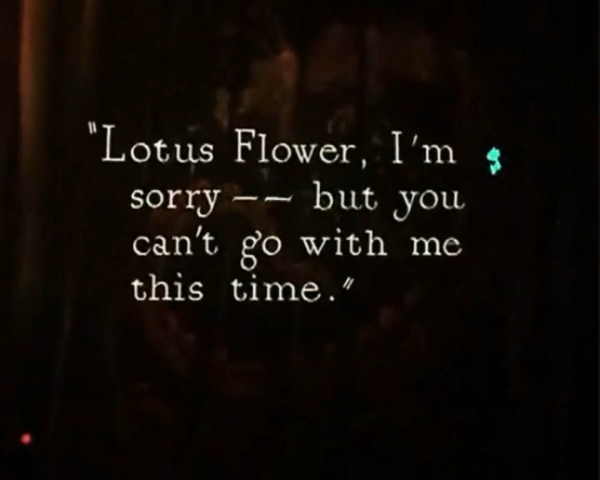 "Lotus Flower, I'm
sorry -- but you
can't go with me
this time."